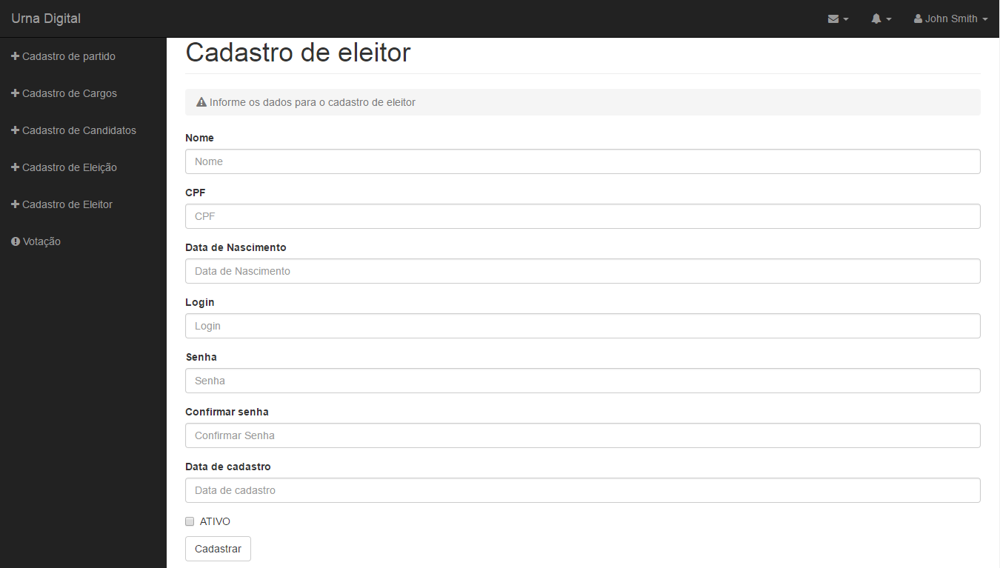 Urna Digital
John Smith
Cadastro de partido
Cadastro de Cargos
Cadastro de Candidatos
Cadastro de Eleição
Cadastro de Eleitor
Votação
Cadastro de eleitor
Informe os dados para o cadastro de eleitor
Nome
Nome
CPF
CPF
Data de Nascimento
Data de Nascimento
Login
Login
Senha
Senha
Confirmar senha
Confirmar Senha
Data de cadastro
Data de cadastro
ATIVO
Cadastrar